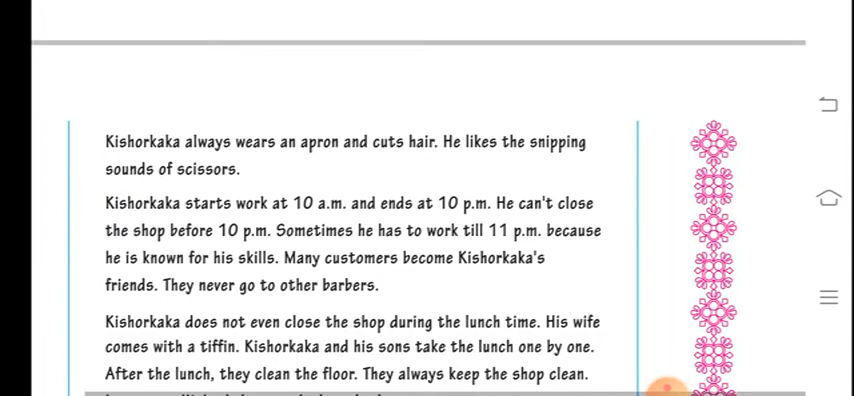 Kishorkaka always wears an apron and cuts hair. He likes the snipping
sounds of scissors.
Kishorkaka starts work at 10 a.m. and ends at 10 p.m. He can't close
the shop before 10 p.m. Sometimes he has to work till 11 p.m. because
he is known for his skills. Many customers become Kishorkaka's
friends. They never go to other barbers.
Kishorkaka does not even close the shop during the lunch time. His wife
comes with a tiffin. Kishorkaka and his sons take the lunch one by one.
After the lunch, they clean the floor. They always keep the shop clean.